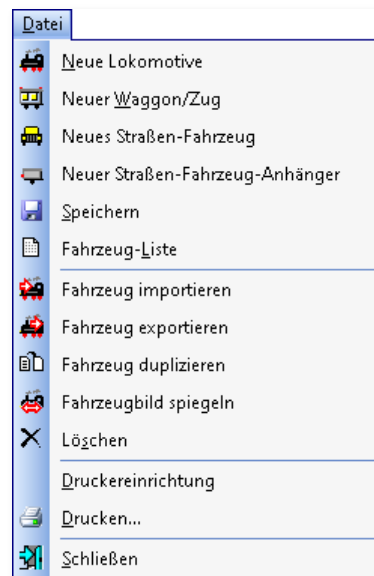 Datei
Neue Lokomotive
Neuer Waggon/Zug
Neues Straßen-Fahrzeug
Neuer Straßen-Fahrzeug-Anhänger
Speichern
Fahrzeug-Liste
Fahrzeug importieren
Fahrzeug exportieren
Fahrzeug duplizieren
Fahrzeugbild spiegeln
Löschen
Druckereinrichtung
Drucken...
Schließen